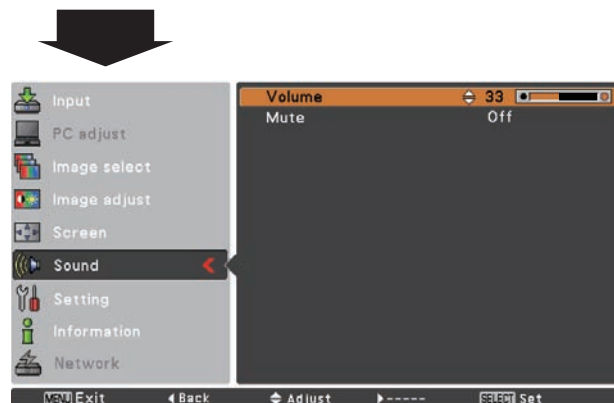 Input
PC adjust
Image select
Image adjust
Screen
Sound
Setting
Information
Network
Volume 33
Mute Off
MENU Exit Back Adjust ----- SELECT Set